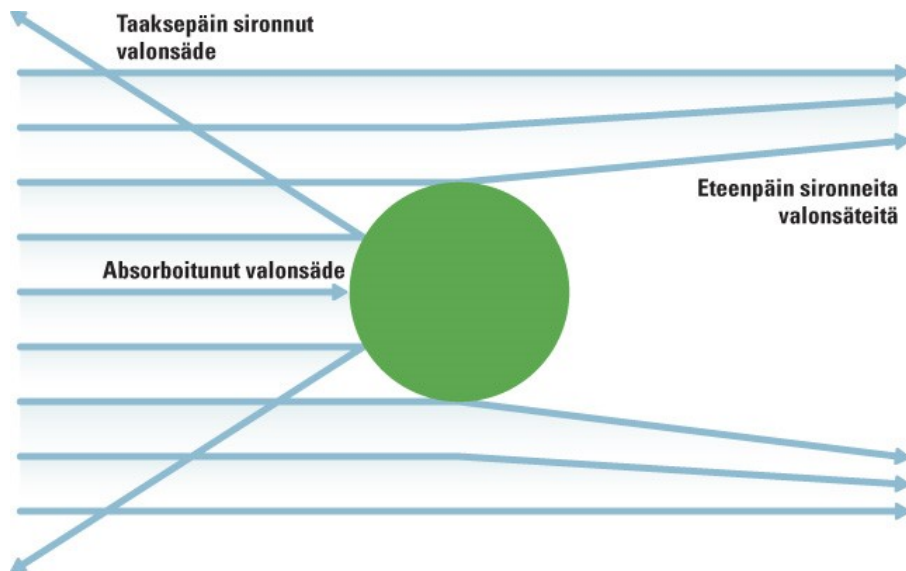 Taaksepäin sironnut
valonsäde
Eteenpäin sironneita
valonsäteitä
Absorboitunut valonsäde